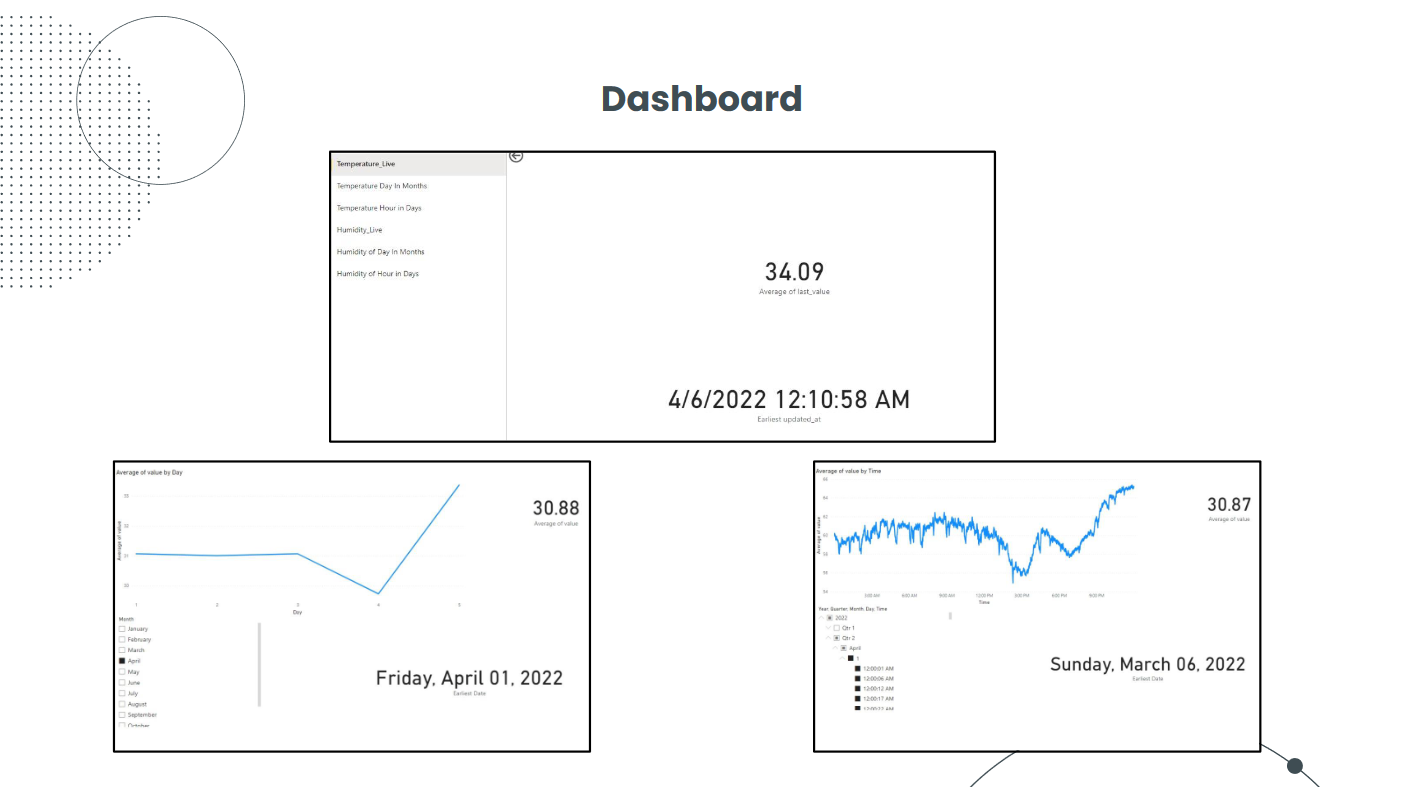 Dashboard
Temperature_Live
Temperature Day In Months
Temperature Hour in Days
Humidity_Live
Humidity of Day In Months
Humidity of Hour in Days
34.09
Average of last_value
4/6/2022 12:10:58 AM
Earliest updated_at
Average of value by Day
30.88
Average of value
Average of value
1 2 3 4 5
Day
Month
January
February
March
April
May
June
July
August
September
October
Friday, April 01, 2022
Earliest Date
Average of value by Time
30.87
Average of value
Average of value
3:00 AM 6:00 AM 9:00 AM 12:00 PM 3:00 PM 6:00 PM 9:00 PM
Time
Year, Quarter, Month, Day, Time
2022
Qtr 1
Qtr 2
April
1
12:00:01 AM
12:00:06 AM
12:00:12 AM
12:00:17 AM
Sunday, March 06, 2022
Earliest Date